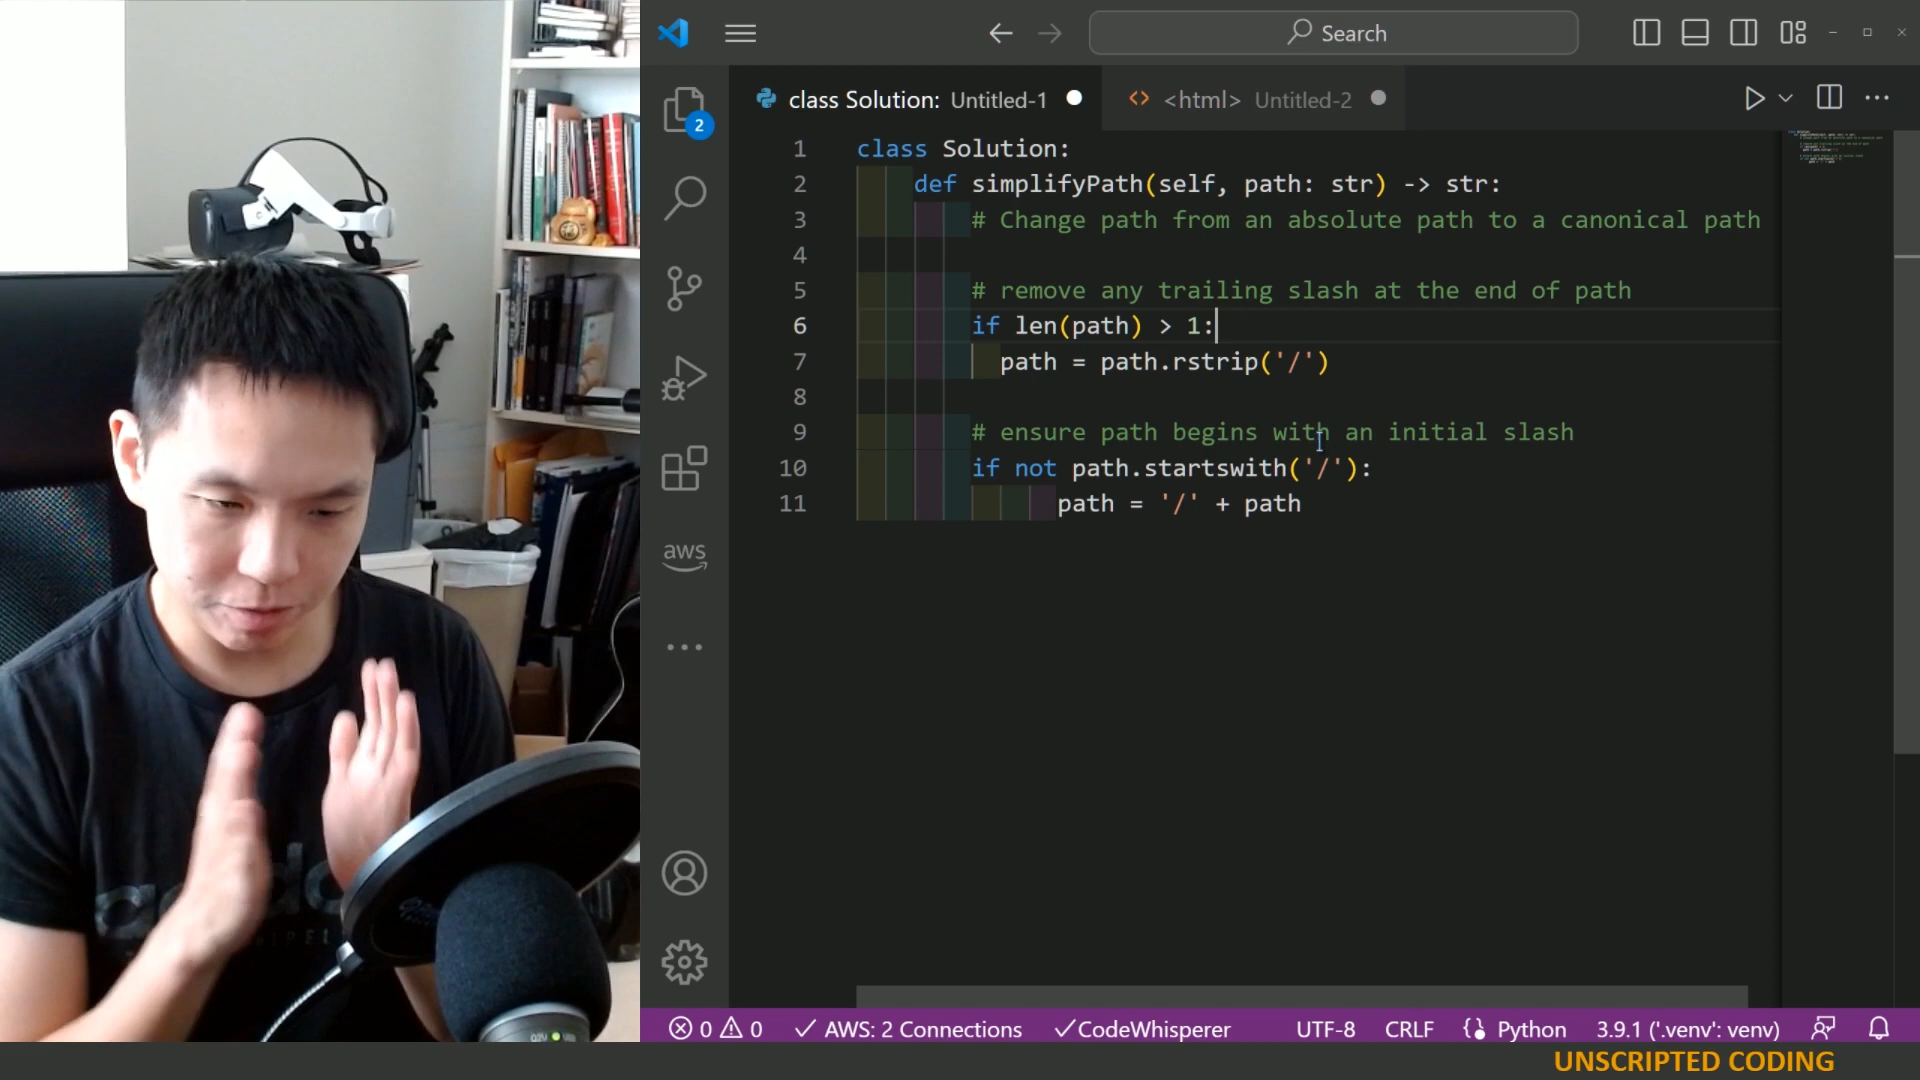 Search
class Solution: Untitled-1
<html> Untitled-2
2
1 class Solution:
2 def simplifyPath(self, path: str) -> str:
3 # Change path from an absolute path to a canonical path
4
5 # remove any trailing slash at the end of path
6 if len(path) > 1:
7 path = path.rstrip('/')
8
9 # ensure path begins with an initial slash
10 if not path.startswith('/'):
11 path = '/' + path
aws
0 0 AWS: 2 Connections CodeWhisperer UTF-8 CRLF Python 3.9.1 ('.venv': venv)
UNSCRIPTED CODING